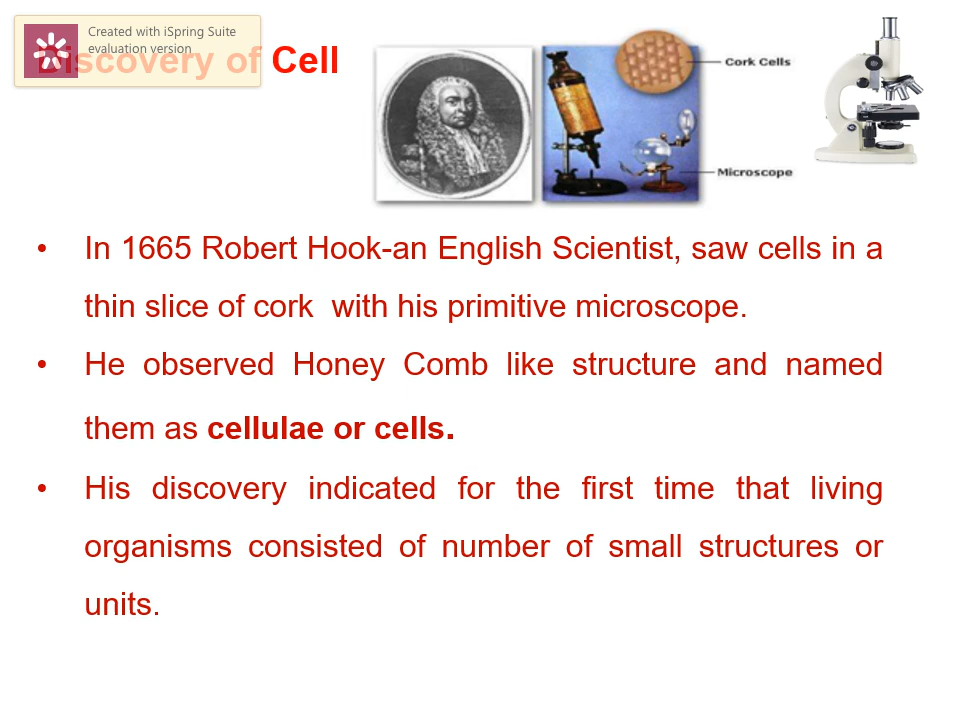 Created with iSpring Suite
evaluation version
Discovery of Cell
Cork Cells
Microscope
• In 1665 Robert Hook-an English Scientist, saw cells in a
thin slice of cork with his primitive microscope.
• He observed Honey Comb like structure and named
them as cellulae or cells.
• His discovery indicated for the first time that living
organisms consisted of number of small structures or
units.